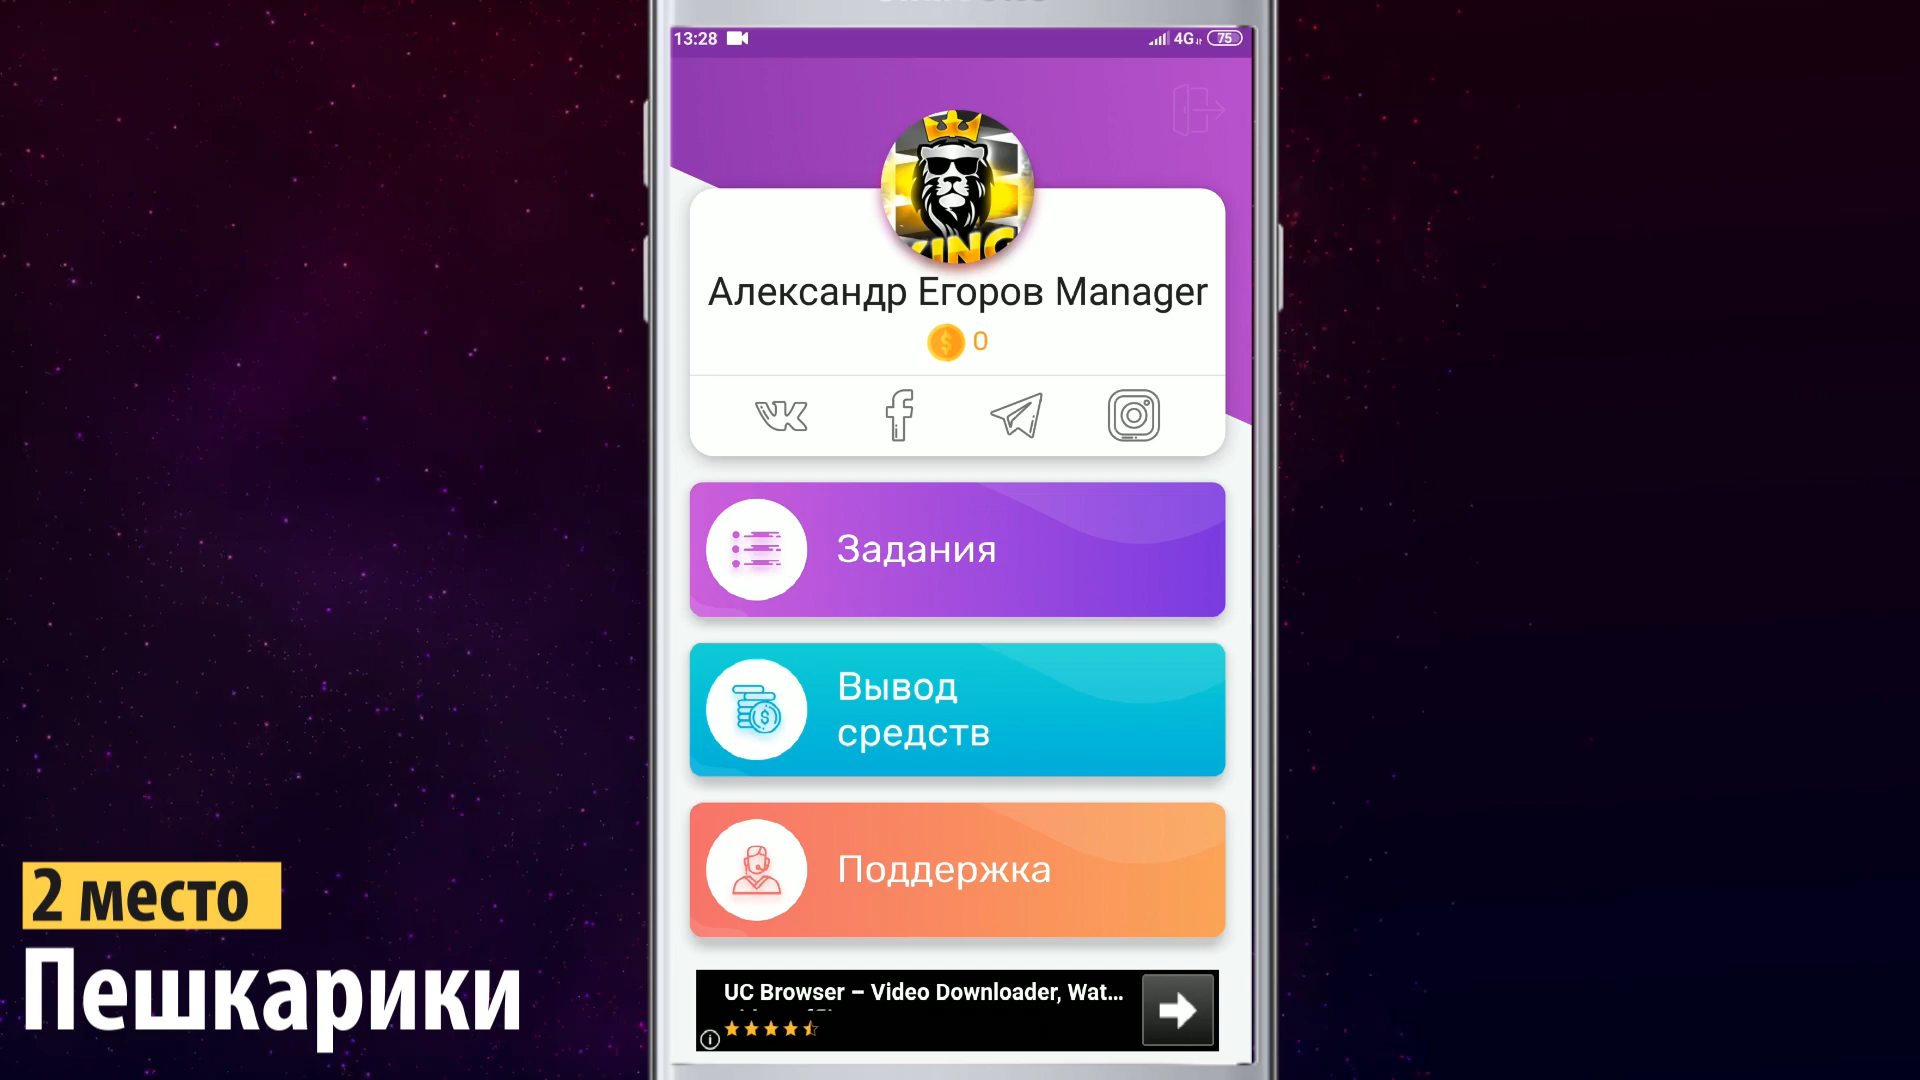 13:28
4G
75
KING
Александр Егоров Manager
0
Задания
Вывод
средств
Поддержка
2 место
Пешкарики
UC Browser – Video Downloader, Wat...